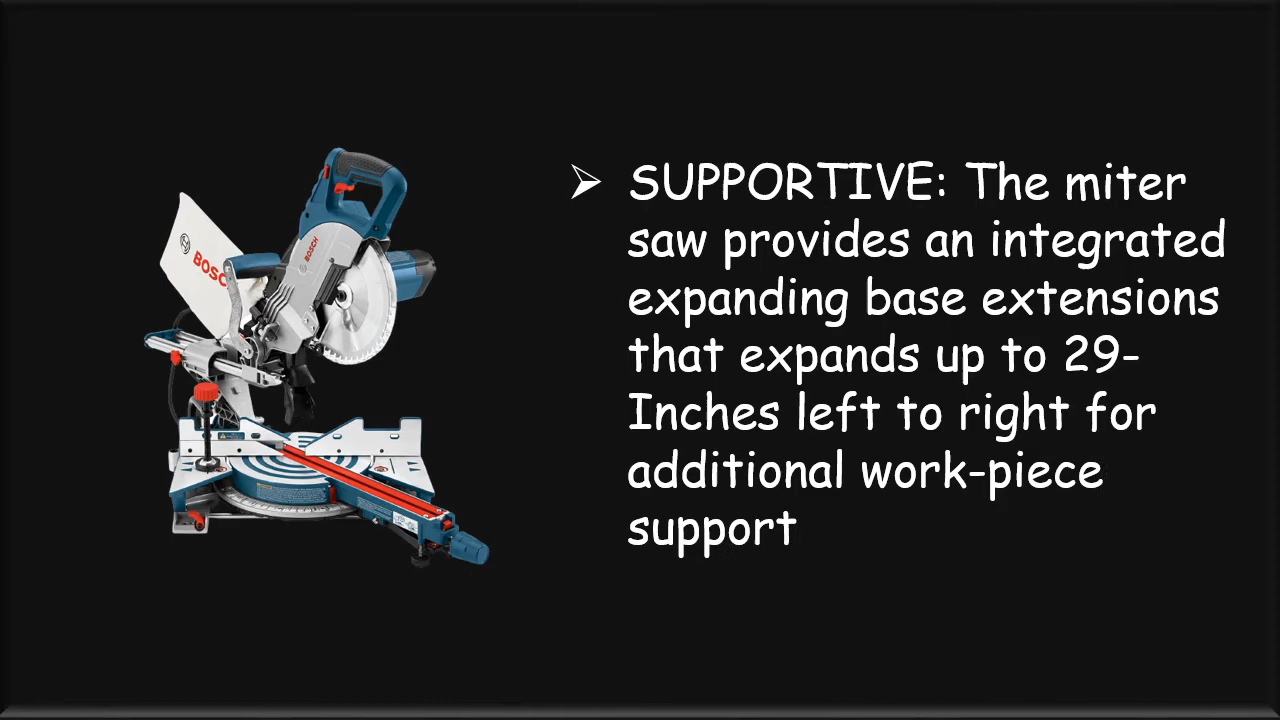 SUPPORTIVE: The miter
saw provides an integrated
expanding base extensions
that expands up to 29-
Inches left to right for
additional work-piece
support
BOSC
BOSCH